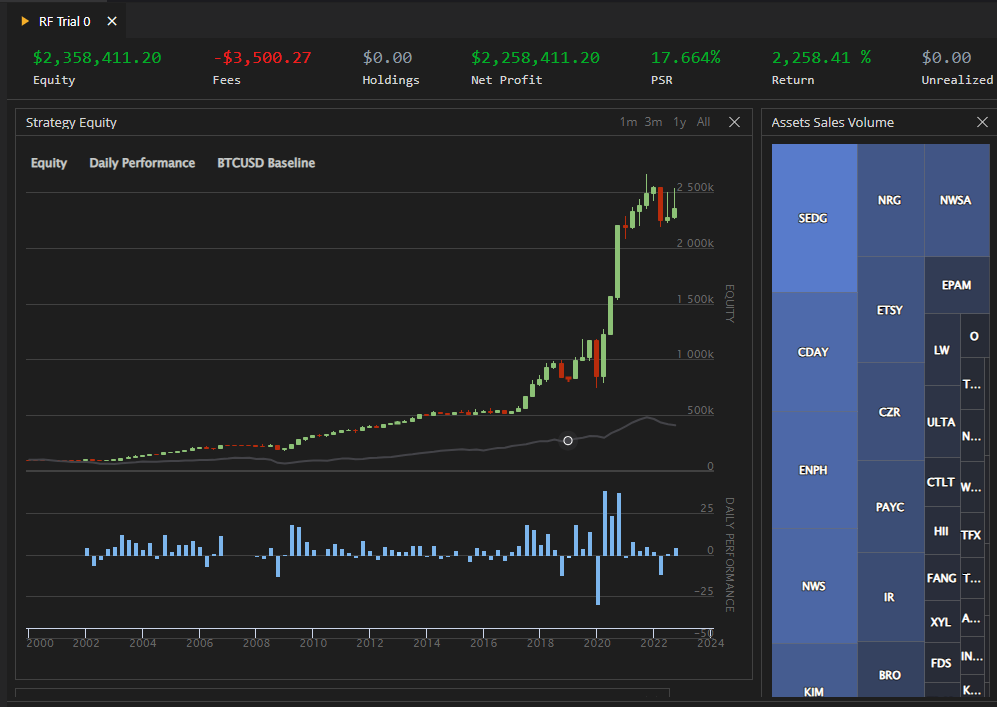 RF Trial 0
$2,358,411.20 -$3,500.27 $0.00 $2,258,411.20 17.664% 2,258.41 % $0.00
Equity Fees Holdings Net Profit PSR Return Unrealized
Strategy Equity 1m 3m 1y All
Equity Daily Performance BTCUSD Baseline
2 500k
2 000k
1 500k
1 000k
500k
0
EQUITY
25
0
−25
−50
DAILY PERFORMANCE
2000 2002 2004 2006 2008 2010 2012 2014 2016 2018 2020 2022 2024
Assets Sales Volume
SEDG
CDAY
ENPH
NWS
KIM
NRG
ETSY
CZR
PAYC
IR
BRO
NWSA
EPAM
LW
ULTA
CTLT
HII
FANG
XYL
FDS
O
T...
N...
W...
TFX
T...
A...
IN...
K...